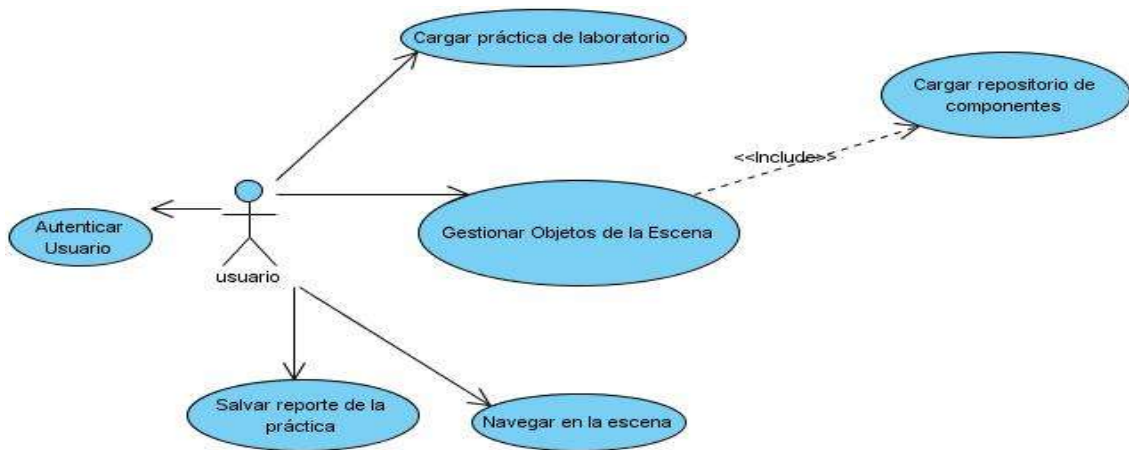 Cargar práctica de laboratorio
Cargar repositorio de
componentes
<<Include>>
Autenticar
Usuario
Gestionar Objetos de la Escena
usuario
Salvar reporte de la
práctica
Navegar en la escena